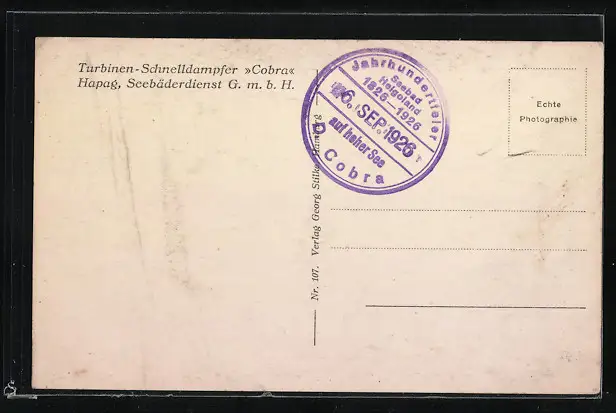 Turbinen-Schnelldampfer »Cobra«
Hapag, Seebäderdienst G. m. b. H.
Jahrhundertfeier
Seebad
Helgoland
1826—1926
6. SEP. 1926
auf hoher See
D Cobra
Echte
Photographie
Nr. 107. Verlag Georg Stilke, Hamburg